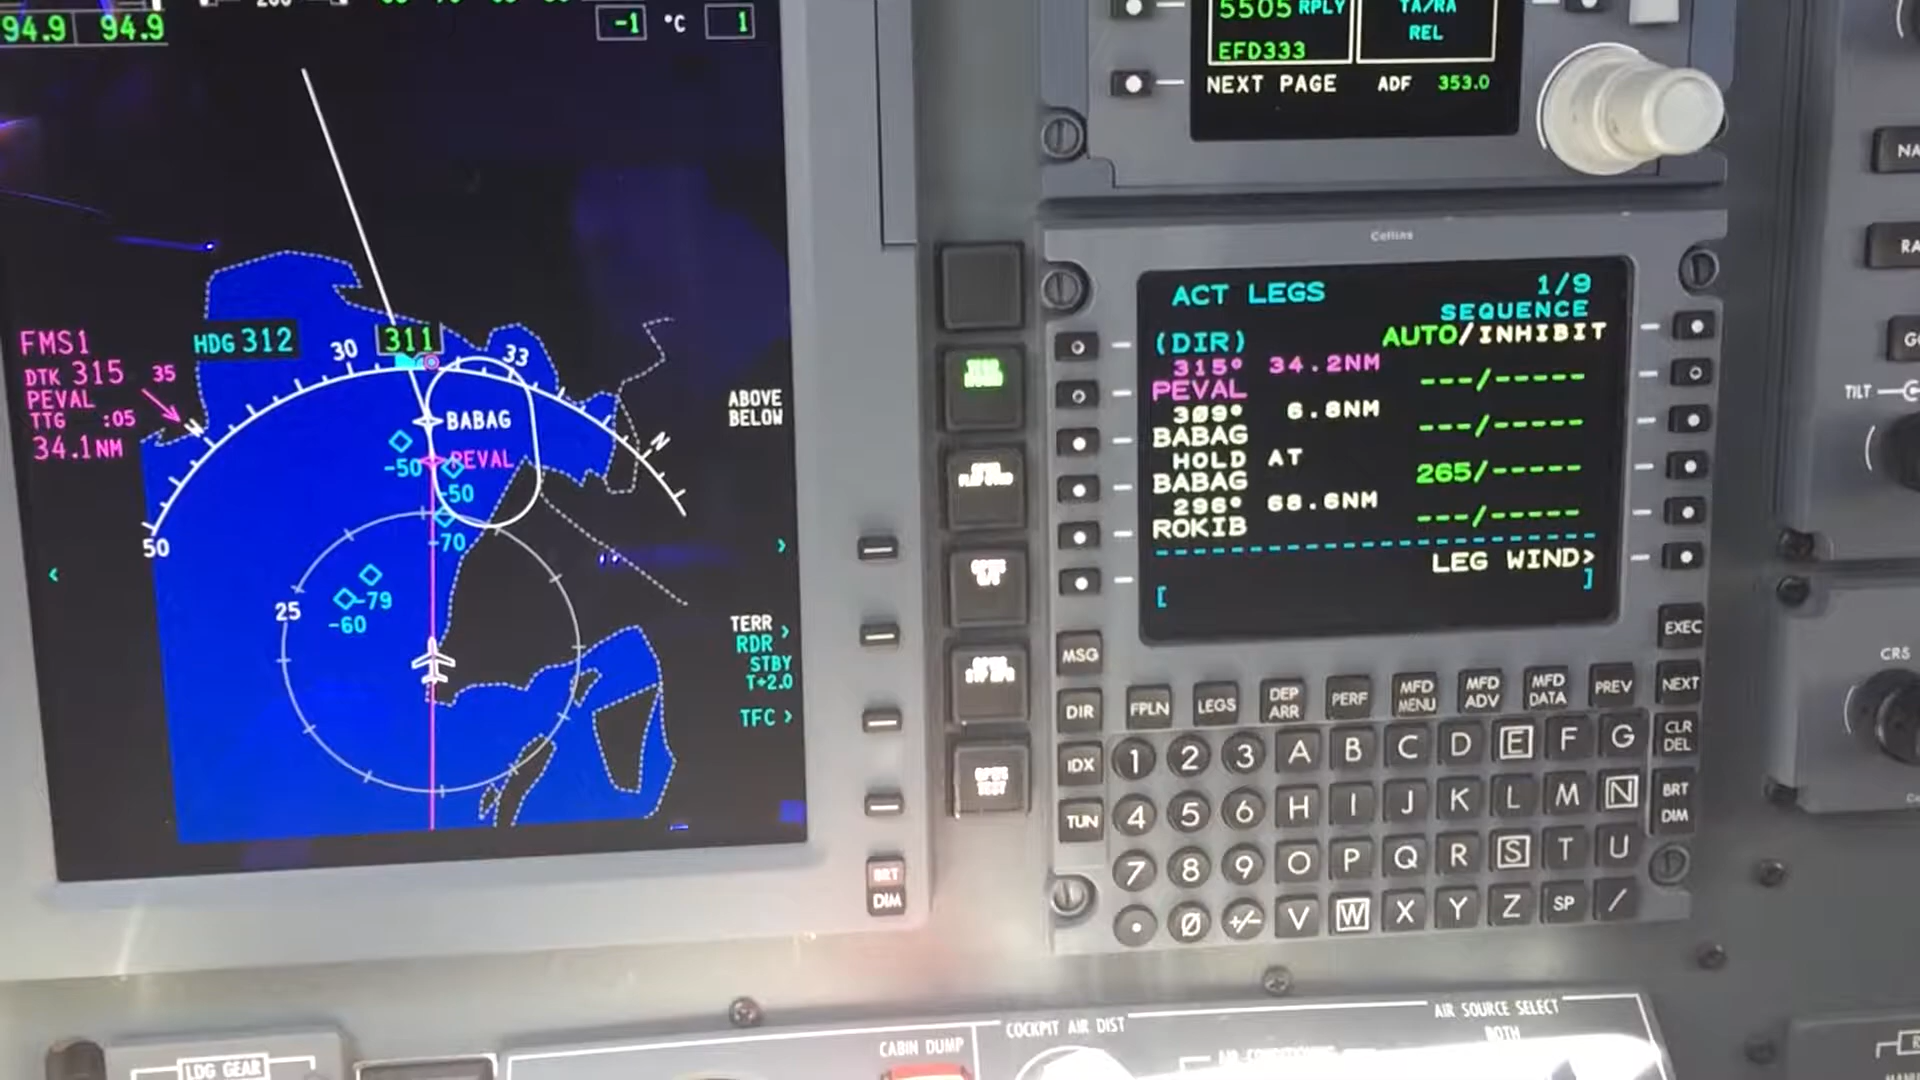 94.9 94.9
-1 °C 1
FMS1
DTK 315
PEVAL
TTG :05
34.1NM
35
HDG 312
311
30
33
N
N
50
25
BABAG
PEVAL
-50
-50
-70
-79
-60
ABOVE
BELOW
TERR
RDR
STBY
T+2.0
TFC
BRT
DIM
5505 RPLY
EFD333
TA/RA
REL
NEXT PAGE
ADF 353.0
Collins
ACT LEGS 1/9
SEQUENCE
(DIR) AUTO/INHIBIT
315° 34.2NM
PEVAL ---/-----
309° 6.8NM
BABAG ---/-----
HOLD AT
BABAG 265/-----
296° 68.6NM
ROKIB ---/-----
LEG WIND>
[ ]
MSG
EXEC
DIR FPLN LEGS DEP ARR PERF MFD MENU MFD ADV MFD DATA PREV NEXT
IDX 1 2 3 A B C D E F G CLR DEL
TUN 4 5 6 H I J K L M N BRT DIM
7 8 9 O P Q R S T U
. 0 +/- V W X Y Z SP /
TILT
CRS
LDG GEAR
CABIN DUMP
COCKPIT AIR DIST
AIR SOURCE SELECT
BOTH